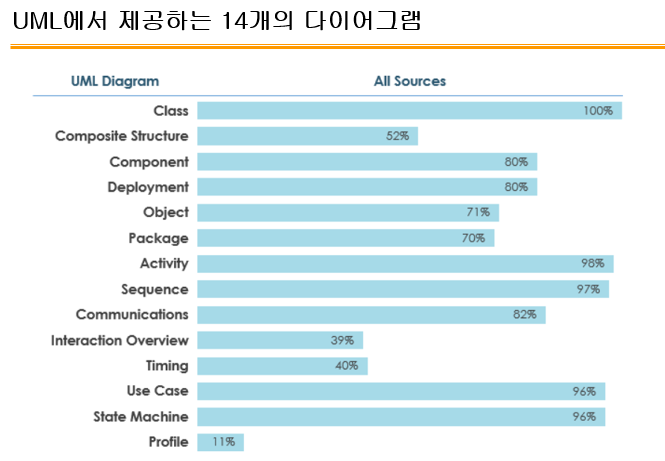 UML에서 제공하는 14개의 다이어그램
UML Diagram All Sources
Class 100%
Composite Structure 52%
Component 80%
Deployment 80%
Object 71%
Package 70%
Activity 98%
Sequence 97%
Communications 82%
Interaction Overview 39%
Timing 40%
Use Case 96%
State Machine 96%
Profile 11%